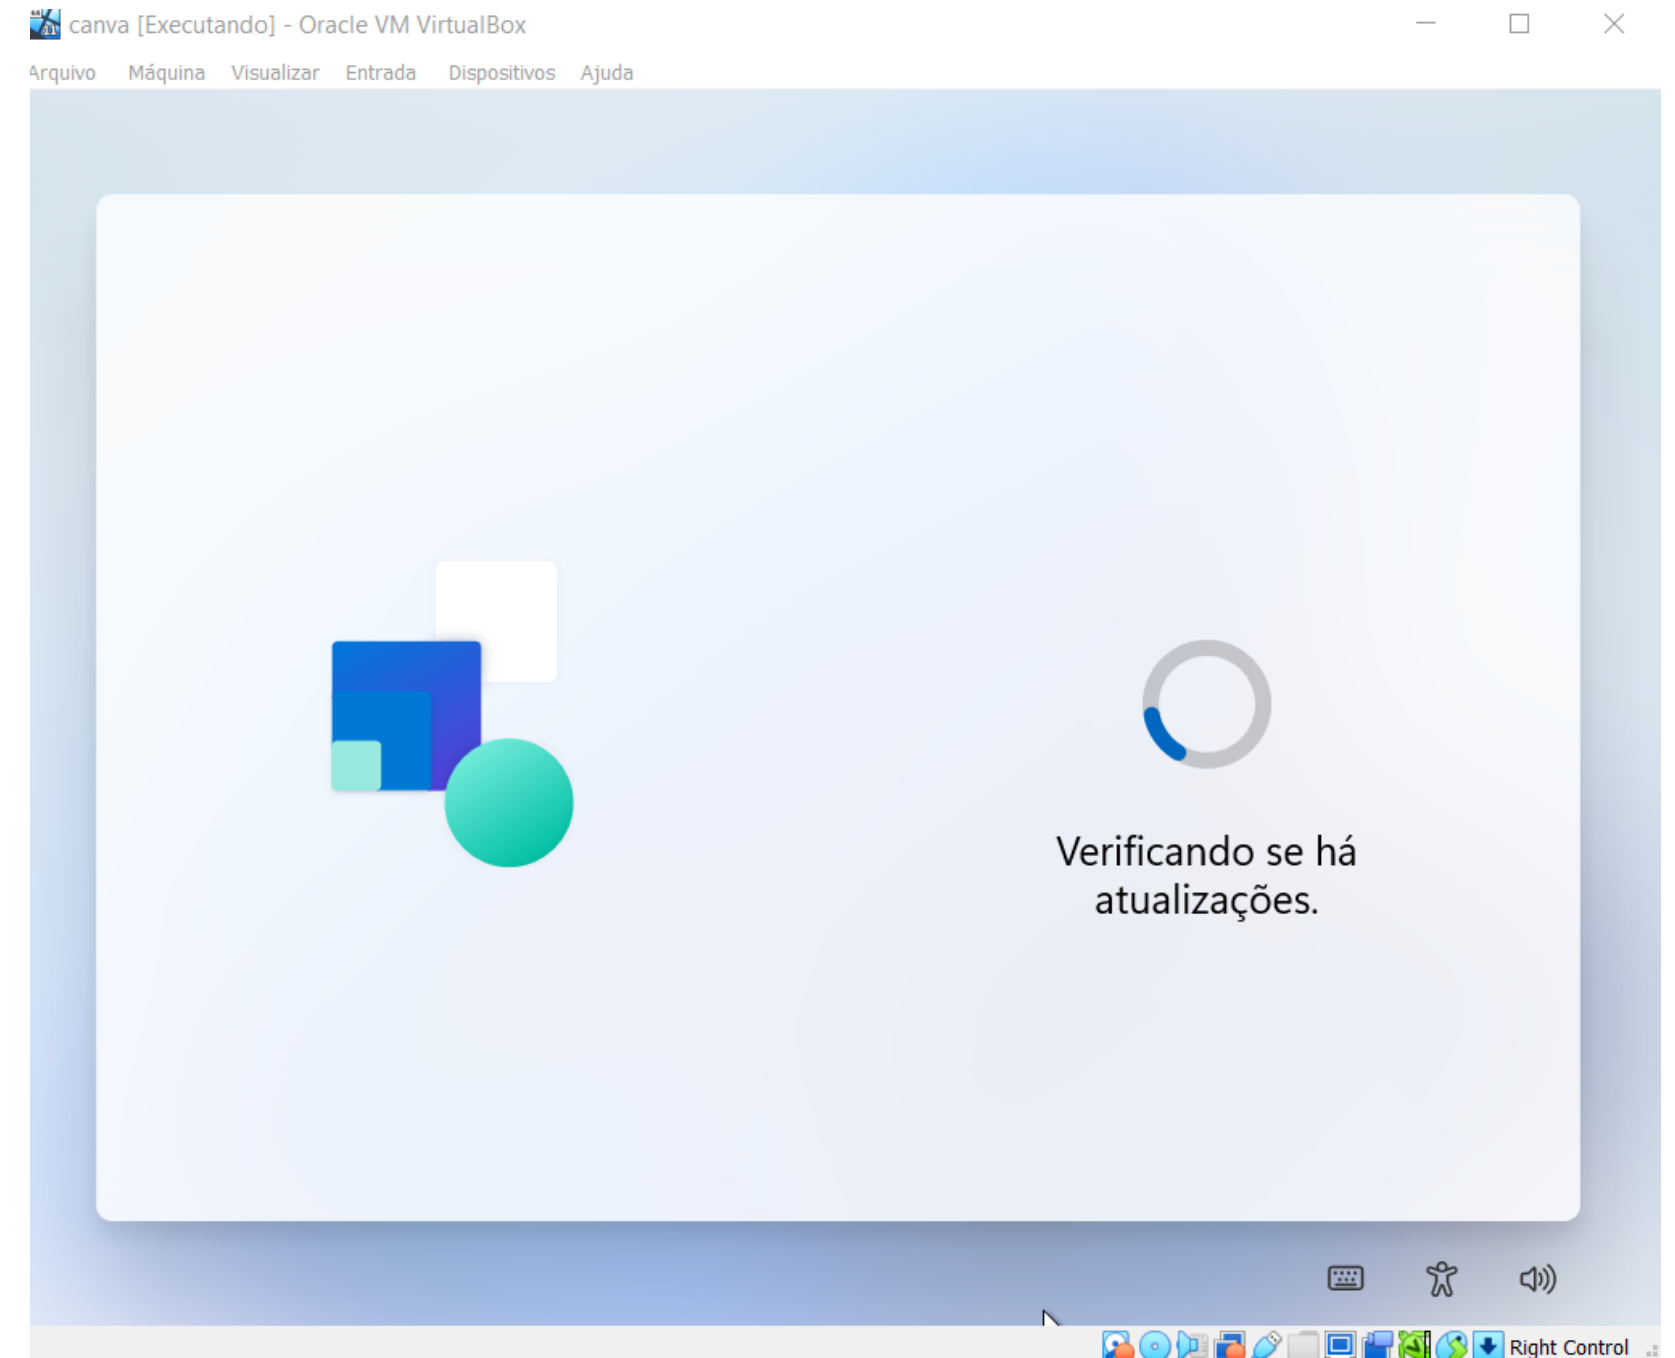 canva [Executando] - Oracle VM VirtualBox
Arquivo Máquina Visualizar Entrada Dispositivos Ajuda
Verificando se há
atualizações.
Right Control